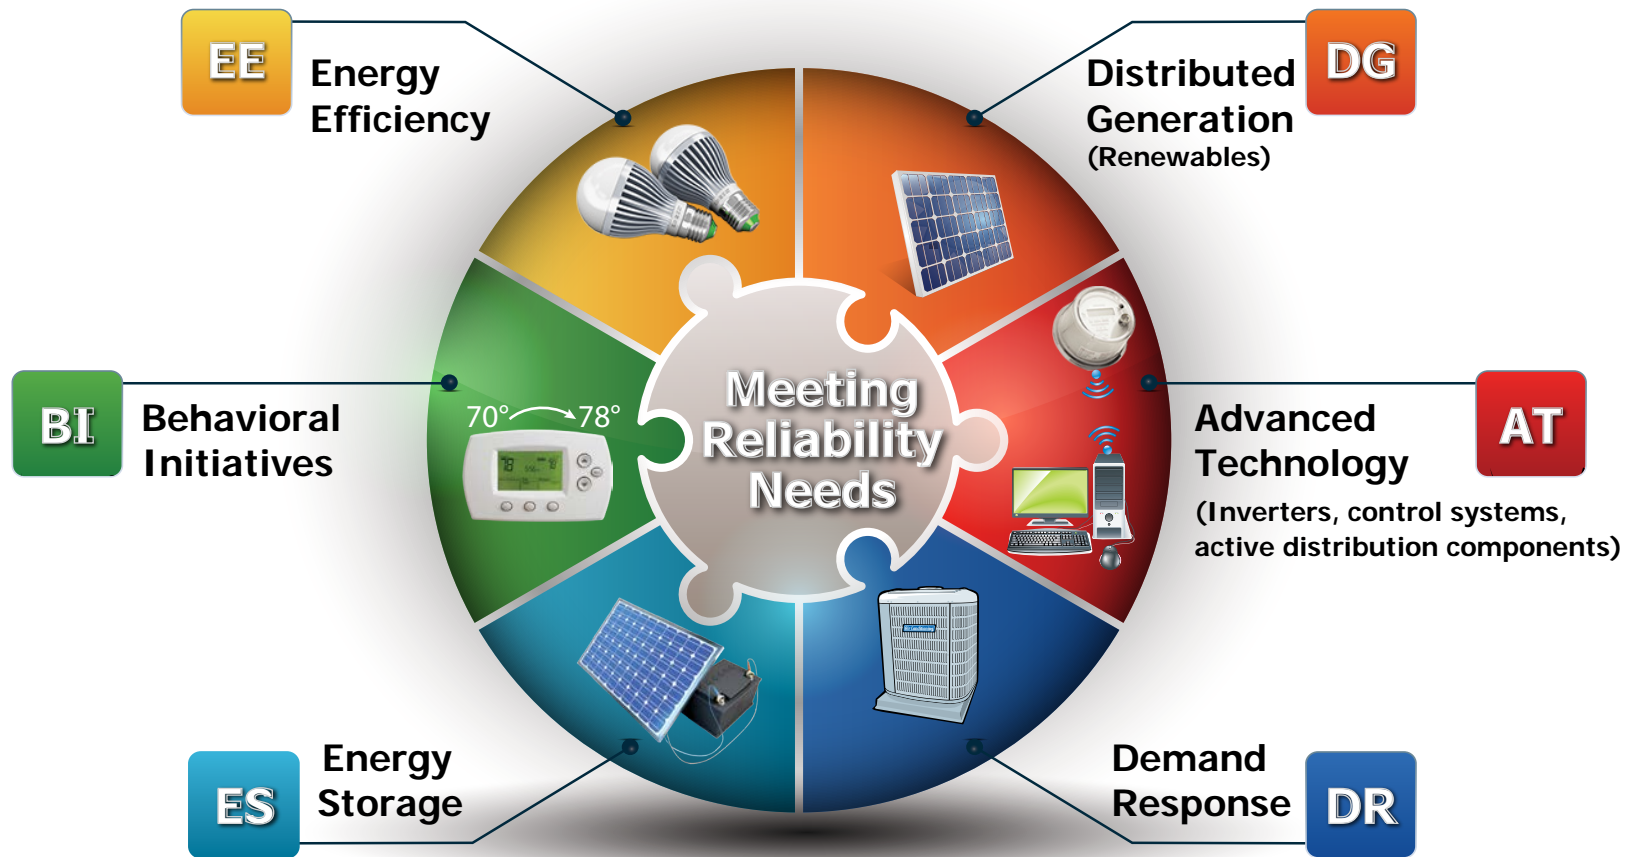 EE
Energy
Efficiency
Distributed
Generation
(Renewables)
DG
BI
Behavioral
Initiatives
70° 78°
78
Meeting
Reliability
Needs
Advanced
Technology
(Inverters, control systems,
active distribution components)
AT
ES
Energy
Storage
Demand
Response
DR